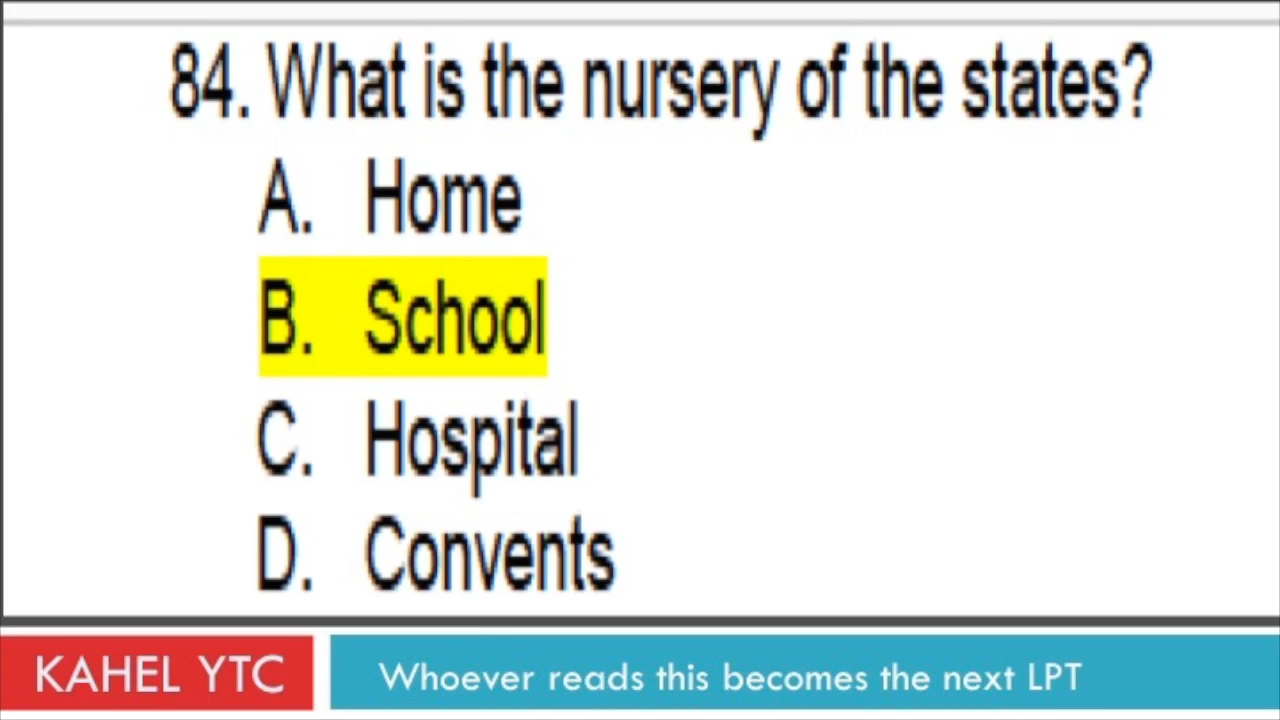 84. What is the nursery of the states?
A. Home
B. School
C. Hospital
D. Convents
KAHEL YTC
Whoever reads this becomes the next LPT